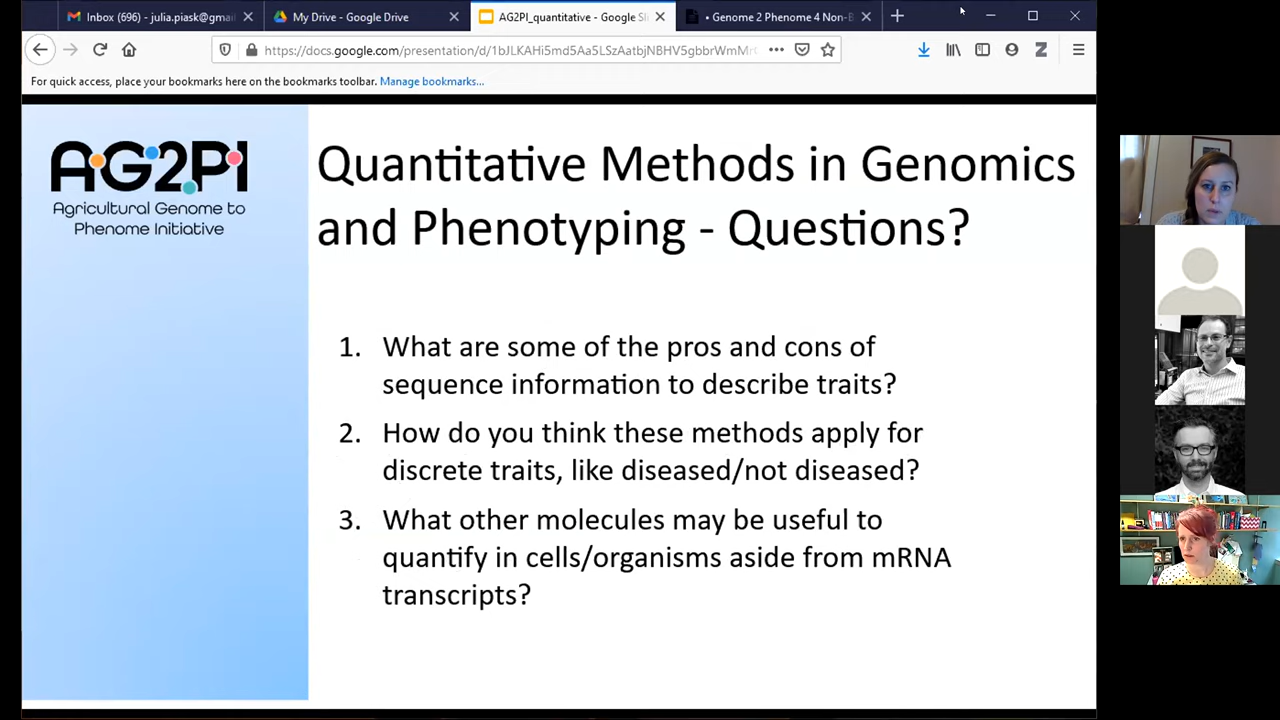 Inbox (696) - julia.piask@gmai
My Drive - Google Drive
AG2PI_quantitative - Google Sli
• Genome 2 Phenome 4 Non-B
https://docs.google.com/presentation/d/1bJLKAHi5md5Aa5LSzAatbjNBHV5gbbrWmMr
For quick access, place your bookmarks here on the bookmarks toolbar. Manage bookmarks...
AG2PI
Agricultural Genome to
Phenome Initiative
Quantitative Methods in Genomics
and Phenotyping - Questions?
1. What are some of the pros and cons of
sequence information to describe traits?
2. How do you think these methods apply for
discrete traits, like diseased/not diseased?
3. What other molecules may be useful to
quantify in cells/organisms aside from mRNA
transcripts?